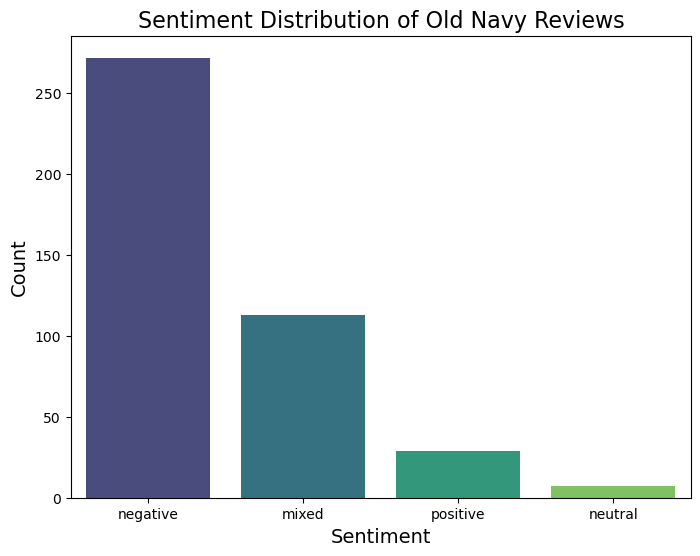 Sentiment Distribution of Old Navy Reviews
250
200
150
100
50
0
Count
negative mixed positive neutral
Sentiment